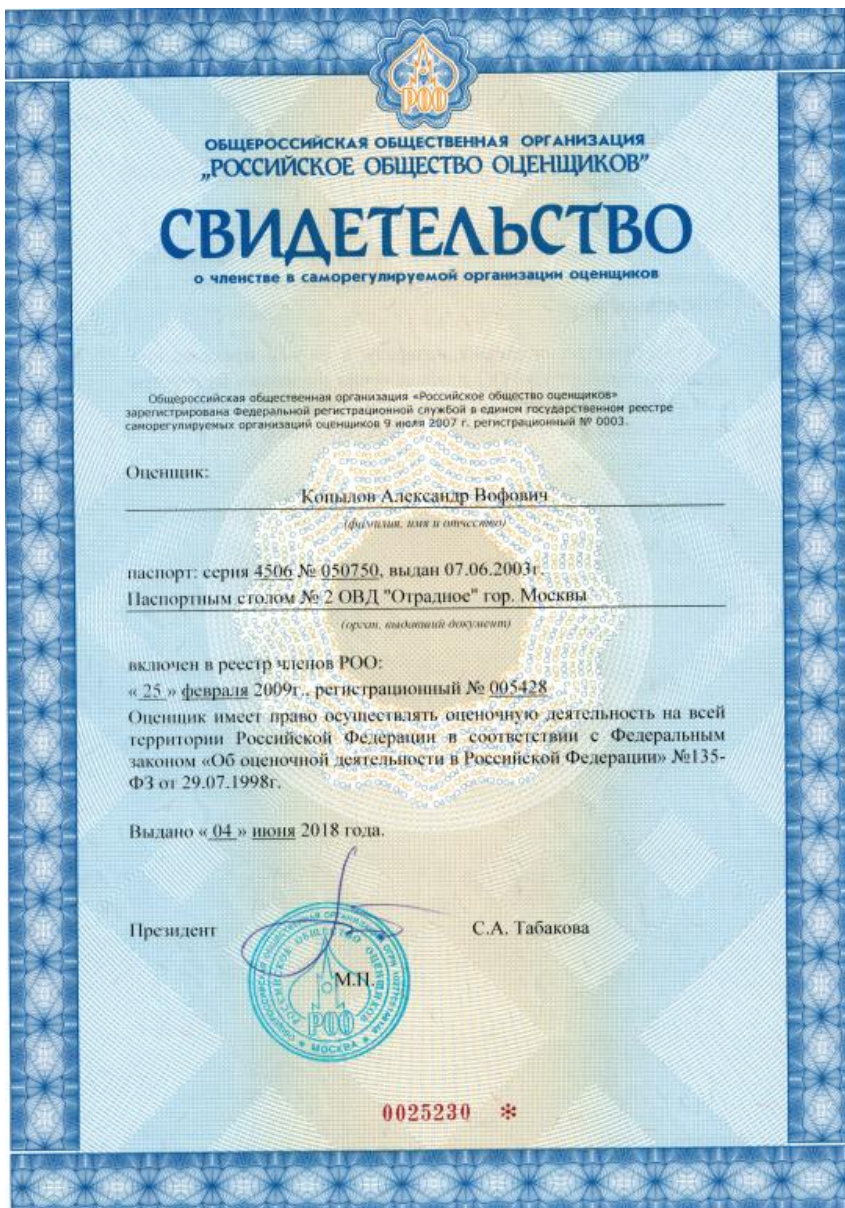 РОО
ОБЩЕРОССИЙСКАЯ ОБЩЕСТВЕННАЯ ОРГАНИЗАЦИЯ
„РОССИЙСКОЕ ОБЩЕСТВО ОЦЕНЩИКОВ”
СВИДЕТЕЛЬСТВО
о членстве в саморегулируемой организации оценщиков
Общероссийская общественная организация «Российское общество оценщиков»
зарегистрирована Федеральной регистрационной службой в едином государственном реестре
саморегулируемых организаций оценщиков 9 июля 2007 г. регистрационный № 0003.
Оценщик:
Копылов Александр Вофович
(фамилия, имя и отчество)
паспорт: серия 4506 № 050750, выдан 07.06.2003г.
Паспортным столом № 2 ОВД "Отрадное" гор. Москвы
(орган, выдавший документ)
включен в реестр членов РОО:
« 25 » февраля 2009г., регистрационный № 005428
Оценщик имеет право осуществлять оценочную деятельность на всей
территории Российской Федерации в соответствии с Федеральным
законом «Об оценочной деятельности в Российской Федерации» №135-
ФЗ от 29.07.1998г.
Выдано « 04 » июня 2018 года.
Президент
С.А. Табакова
М.П.
РОССИЙСКОЕ ОБЩЕСТВО ОЦЕНЩИКОВ
РОО
МОСКВА
0025230 *